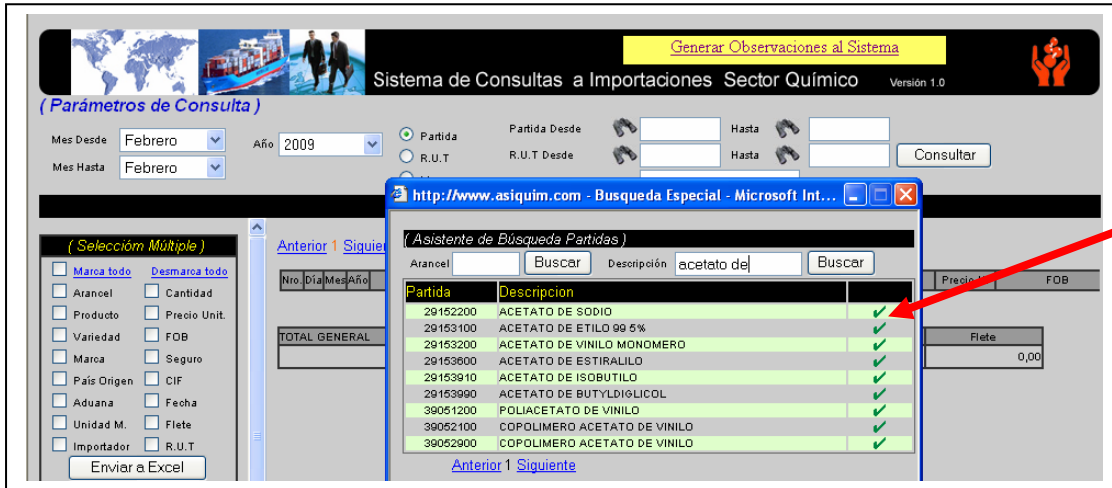 Generar Observaciones al Sistema
Sistema de Consultas a Importaciones Sector Químico Versión 1.0
( Parámetros de Consulta )
Mes Desde Febrero Año 2009 Partida Partida Desde Hasta
Mes Hasta Febrero R.U.T R.U.T Desde Hasta Consultar
http://www.asiquim.com - Busqueda Especial - Microsoft Int...
( Seleccióm Múltiple )
Marca todo Desmarca todo
Arancel Cantidad
Producto Precio Unit.
Variedad FOB
Marca Seguro
País Origen CIF
Aduana Fecha
Unidad M. Flete
Importador R.U.T
Enviar a Excel
Anterior 1
Nro. Día Mes Año FOB
TOTAL GENERAL Flete
0,00
( Asistente de Búsqueda Partidas )
Arancel Buscar Descripción acetato de Buscar
Partida Descripcion
29152200 ACETATO DE SODIO
29153100 ACETATO DE ETILO 99 5%
29153200 ACETATO DE VINILO MONOMERO
29153600 ACETATO DE ESTIRALILO
29153910 ACETATO DE ISOBUTILO
29153990 ACETATO DE BUTYLDIGLICOL
39051200 POLIACETATO DE VINILO
39052100 COPOLIMERO ACETATO DE VINILO
39052900 COPOLIMERO ACETATO DE VINILO
Anterior 1 Siguiente